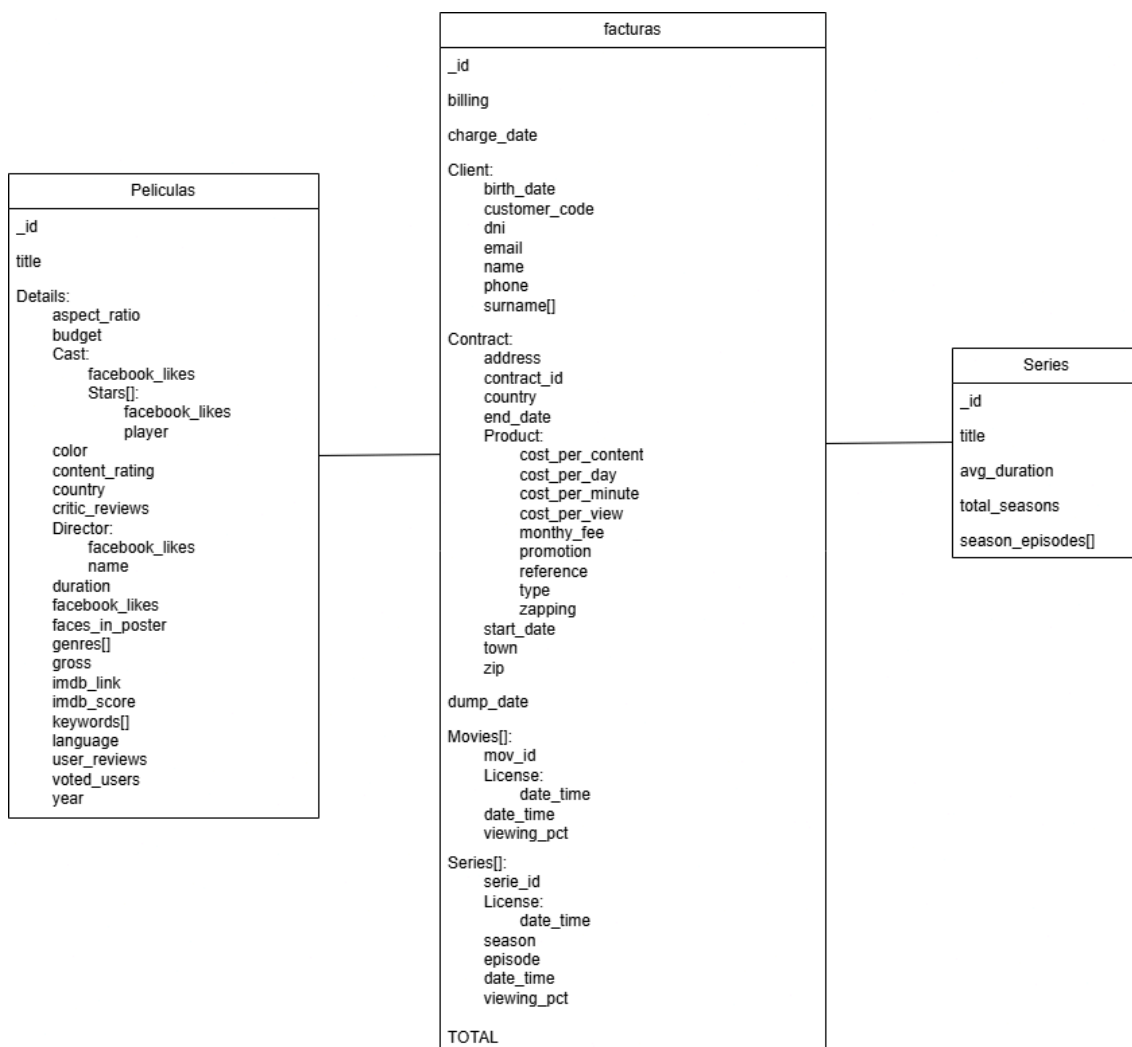 Peliculas
_id
title
Details:
aspect_ratio
budget
Cast:
facebook_likes
Stars[]:
facebook_likes
player
color
content_rating
country
critic_reviews
Director:
facebook_likes
name
duration
facebook_likes
faces_in_poster
genres[]
gross
imdb_link
imdb_score
keywords[]
language
user_reviews
voted_users
year
facturas
_id
billing
charge_date
Client:
birth_date
customer_code
dni
email
name
phone
surname[]
Contract:
address
contract_id
country
end_date
Product:
cost_per_content
cost_per_day
cost_per_minute
cost_per_view
monthy_fee
promotion
reference
type
zapping
start_date
town
zip
dump_date
Movies[]:
mov_id
License:
date_time
date_time
viewing_pct
Series[]:
serie_id
License:
date_time
season
episode
date_time
viewing_pct
TOTAL
Series
_id
title
avg_duration
total_seasons
season_episodes[]